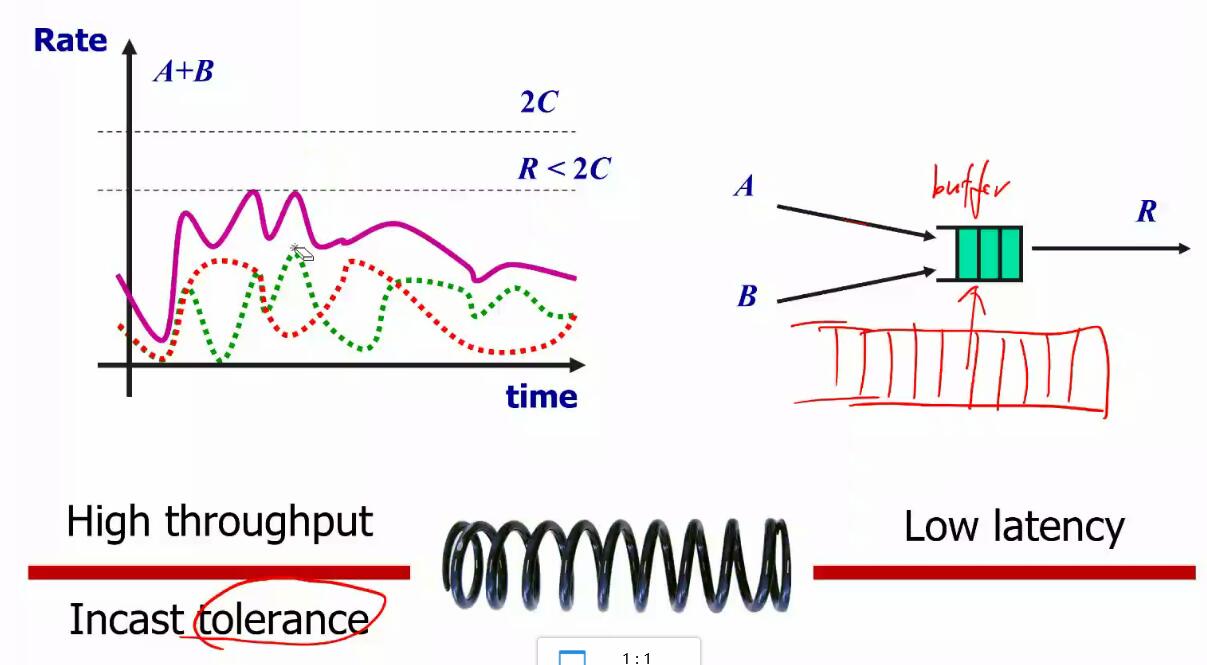 Rate
A+B
2C
R < 2C
time
buffer
A
B
R
High throughput
Incast tolerance
Low latency
1:1